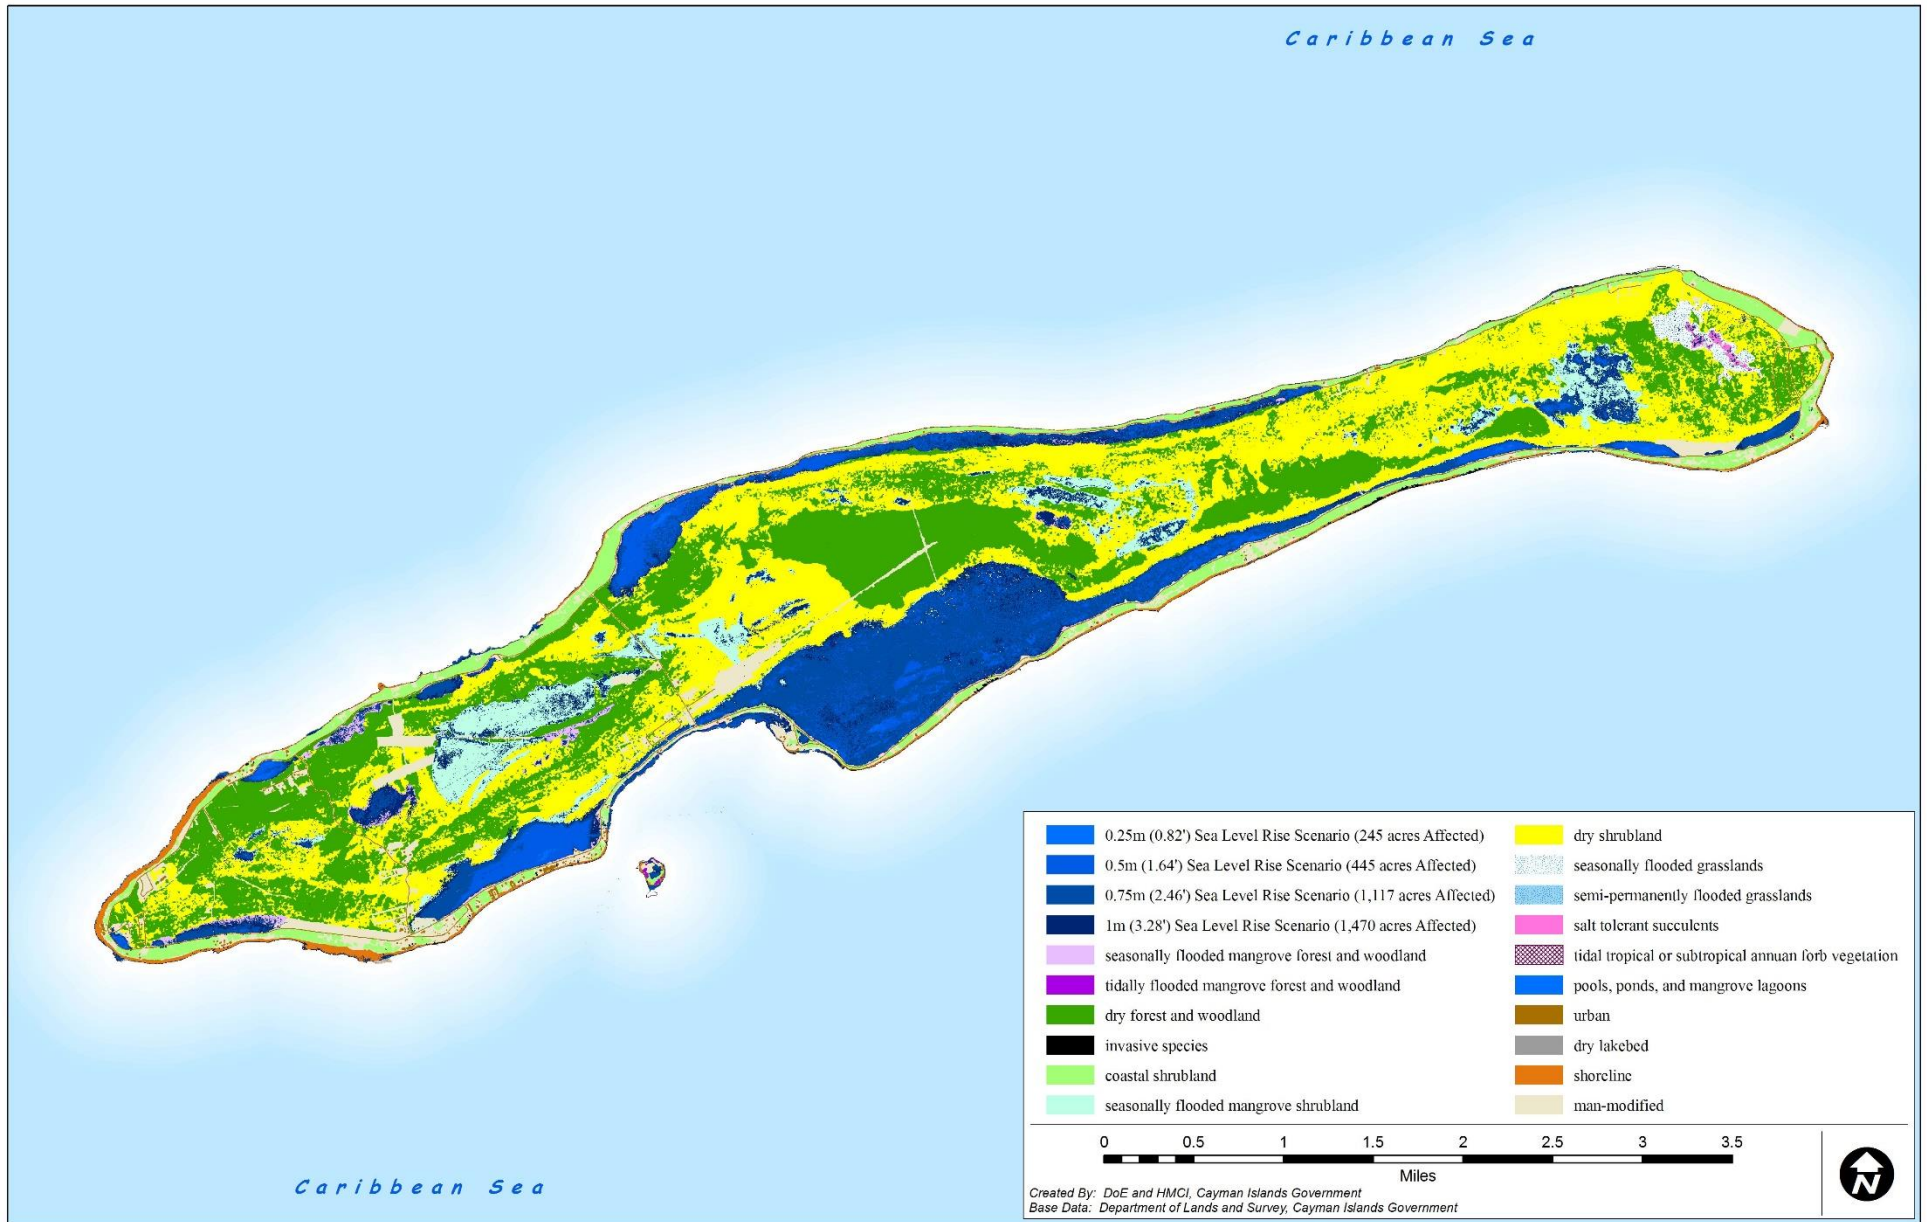 Caribbean Sea
Caribbean Sea
0.25m (0.82') Sea Level Rise Scenario (245 acres Affected)
0.5m (1.64') Sea Level Rise Scenario (445 acres Affected)
0.75m (2.46') Sea Level Rise Scenario (1,117 acres Affected)
1m (3.28') Sea Level Rise Scenario (1,470 acres Affected)
seasonally flooded mangrove forest and woodland
tidally flooded mangrove forest and woodland
dry forest and woodland
invasive species
coastal shrubland
seasonally flooded mangrove shrubland
dry shrubland
seasonally flooded grasslands
semi-permanently flooded grasslands
salt tolerant succulents
tidal tropical or subtropical annuan forb vegetation
pools, ponds, and mangrove lagoons
urban
dry lakebed
shoreline
man-modified
0 0.5 1 1.5 2 2.5 3 3.5
Miles
N
Created By: DoE and HMCI, Cayman Islands Government
Base Data: Department of Lands and Survey, Cayman Islands Government